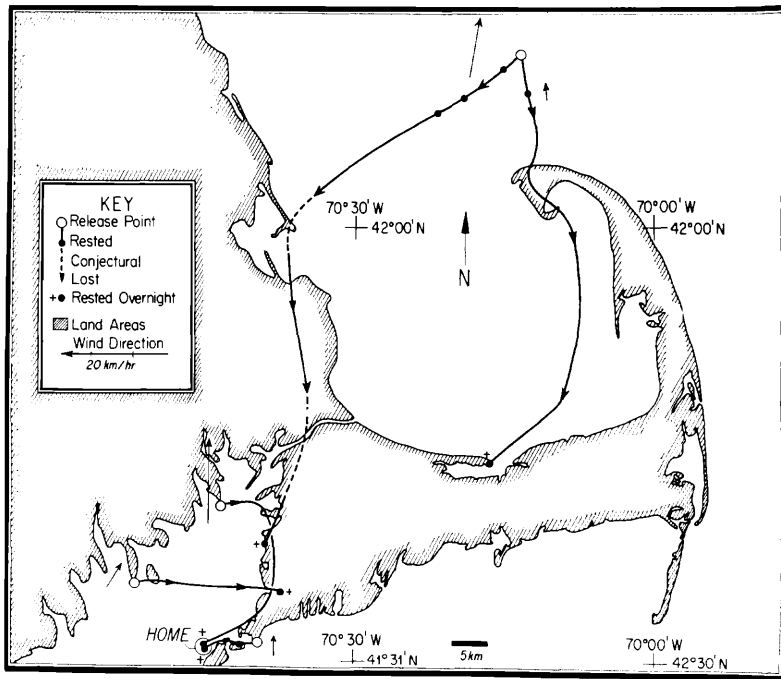 70°30'W
42°00'N
70°00'W
42°00'N
N
KEY
Release Point
Rested
Conjectural
Lost
Rested Overnight
Land Areas
Wind Direction
20 km/hr
HOME
70°30'W
41°31'N
5km
70°00'W
42°30'N